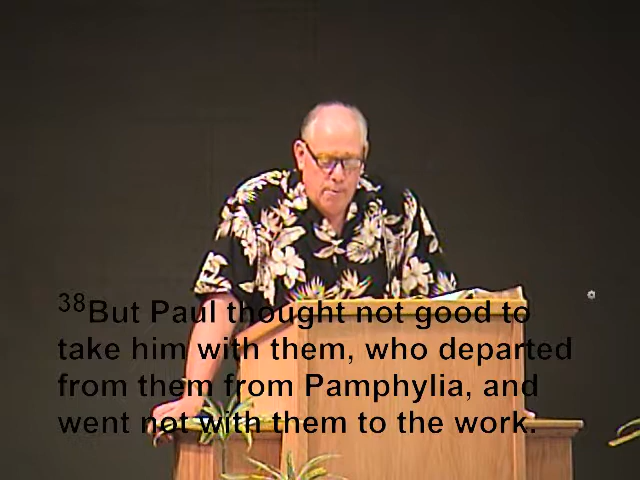 38But Paul thought not good to
take him with them, who departed
from them from Pamphylia, and
went not with them to the work.